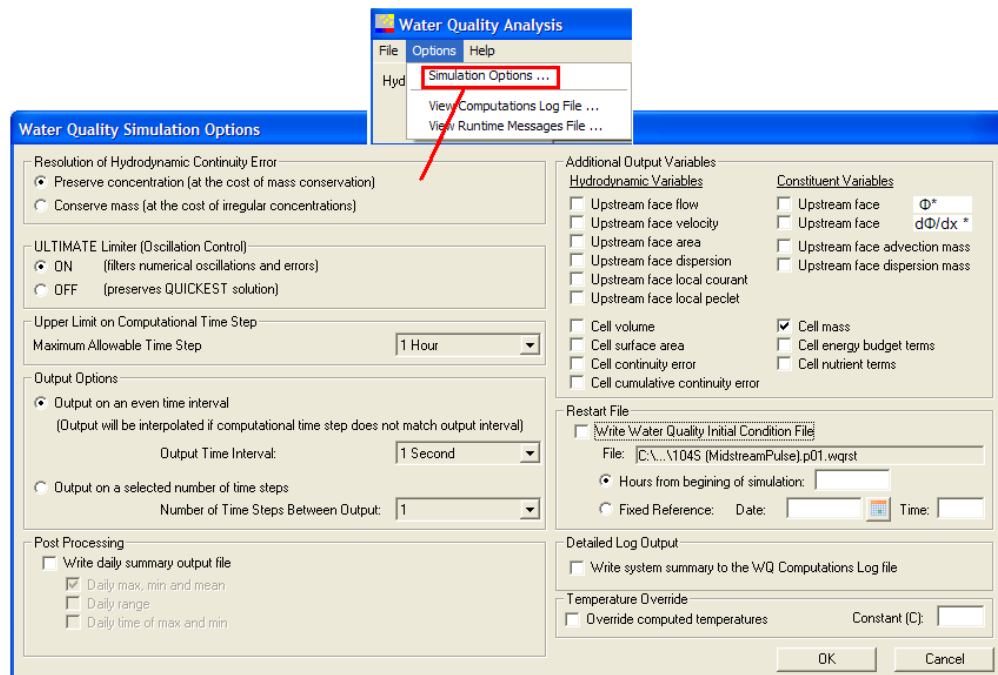 Water Quality Analysis
File Options Help
Hyd
Simulation Options ...
View Computations Log File ...
View Runtime Messages File ...
Water Quality Simulation Options
Resolution of Hydrodynamic Continuity Error
Preserve concentration (at the cost of mass conservation)
Conserve mass (at the cost of irregular concentrations)
ULTIMATE Limiter (Oscillation Control)
ON (filters numerical oscillations and errors)
OFF (preserves QUICKEST solution)
Upper Limit on Computational Time Step
Maximum Allowable Time Step 1 Hour
Output Options
Output on an even time interval
(Output will be interpolated if computational time step does not match output interval)
Output Time Interval: 1 Second
Output on a selected number of time steps
Number of Time Steps Between Output: 1
Post Processing
Write daily summary output file
Daily max, min and mean
Daily range
Daily time of max and min
Additional Output Variables
Hydrodynamic Variables Constituent Variables
Upstream face flow Upstream face Φ*
Upstream face velocity Upstream face dΦ/dx *
Upstream face area Upstream face advection mass
Upstream face dispersion Upstream face dispersion mass
Upstream face local courant
Upstream face local peclet
Cell volume Cell mass
Cell surface area Cell energy budget terms
Cell continuity error Cell nutrient terms
Cell cumulative continuity error
Restart File
Write Water Quality Initial Condition File
File: C:\...\104S (MidstreamPulse).p01.wqrst
Hours from begining of simulation:
Fixed Reference: Date: Time:
Detailed Log Output
Write system summary to the WQ Computations Log file
Temperature Override
Override computed temperatures Constant (C):
OK Cancel